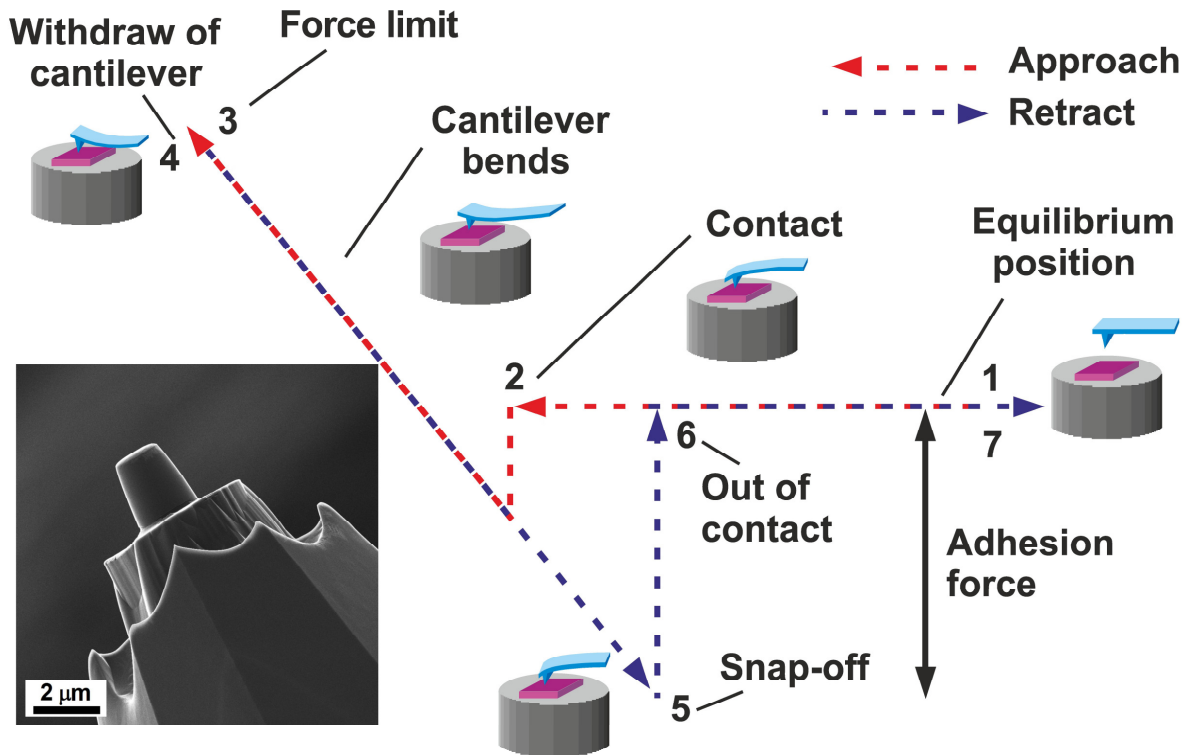 Withdraw of
cantilever
Force limit
3
4
Cantilever
bends
Approach
Retract
Contact
Equilibrium
position
2
1
6
7
Out of
contact
Adhesion
force
Snap-off
5
2 μm